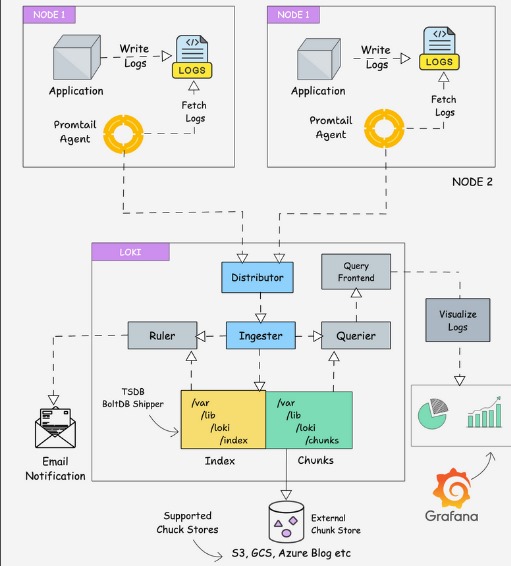 NODE 1
NODE 1
Write
Logs
</>
LOGS
Application
Fetch
Logs
Promtail
Agent
Write
Logs
</>
LOGS
Application
Fetch
Logs
Promtail
Agent
NODE 2
LOKI
Distributor
Query
Frontend
Ruler
Ingester
Querier
Visualize
Logs
TSDB
BoltDB Shipper
/var
/lib
/loki
/index
/var
/lib
/loki
/chunks
Index
Chunks
Email
Notification
Grafana
Supported
Chuck Stores
External
Chunk Store
S3, GCS, Azure Blog etc